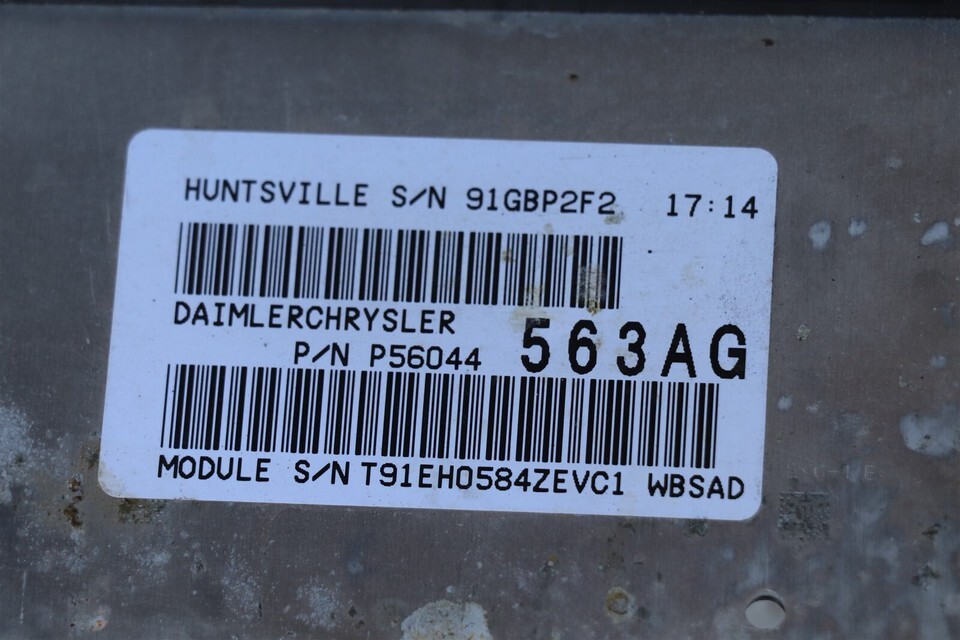 HUNTSVILLE S/N 91GBP2F2 17:14
DAIMLERCHRYSLER
P/N P56044 563AG
MODULE S/N T91EH0584ZEVC1 WBSAD